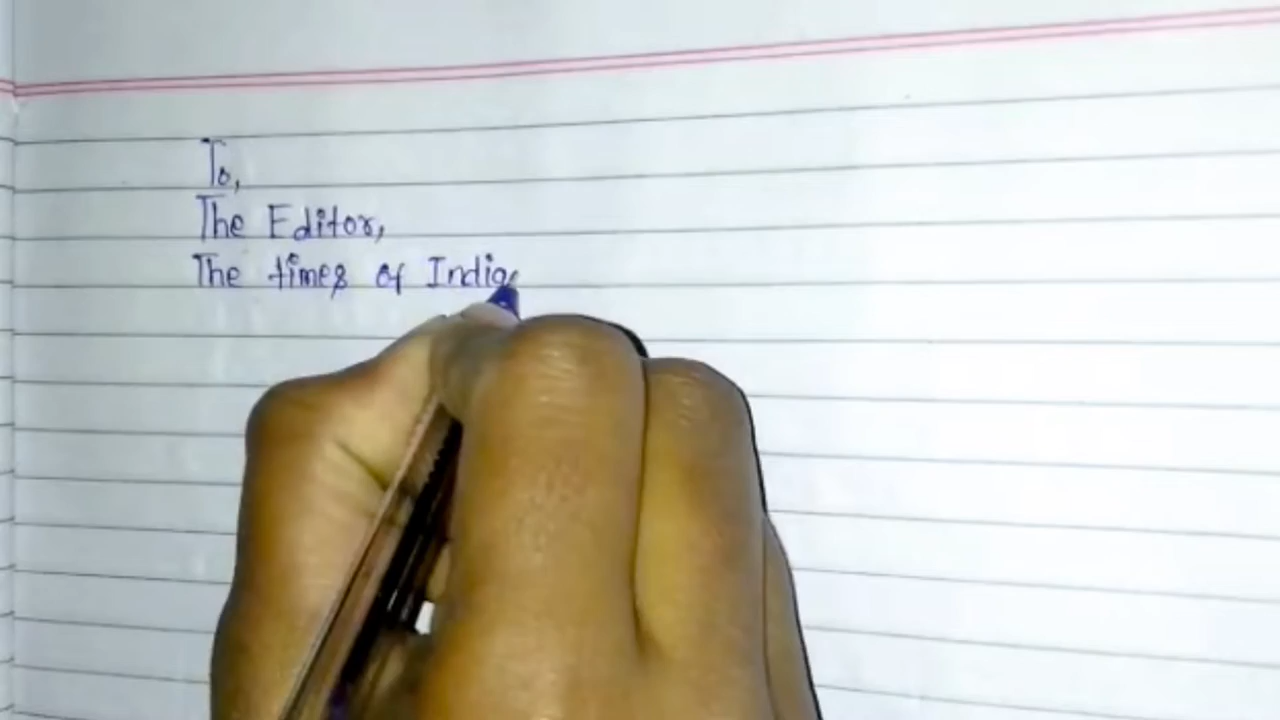 To,
The Editor,
The times of India